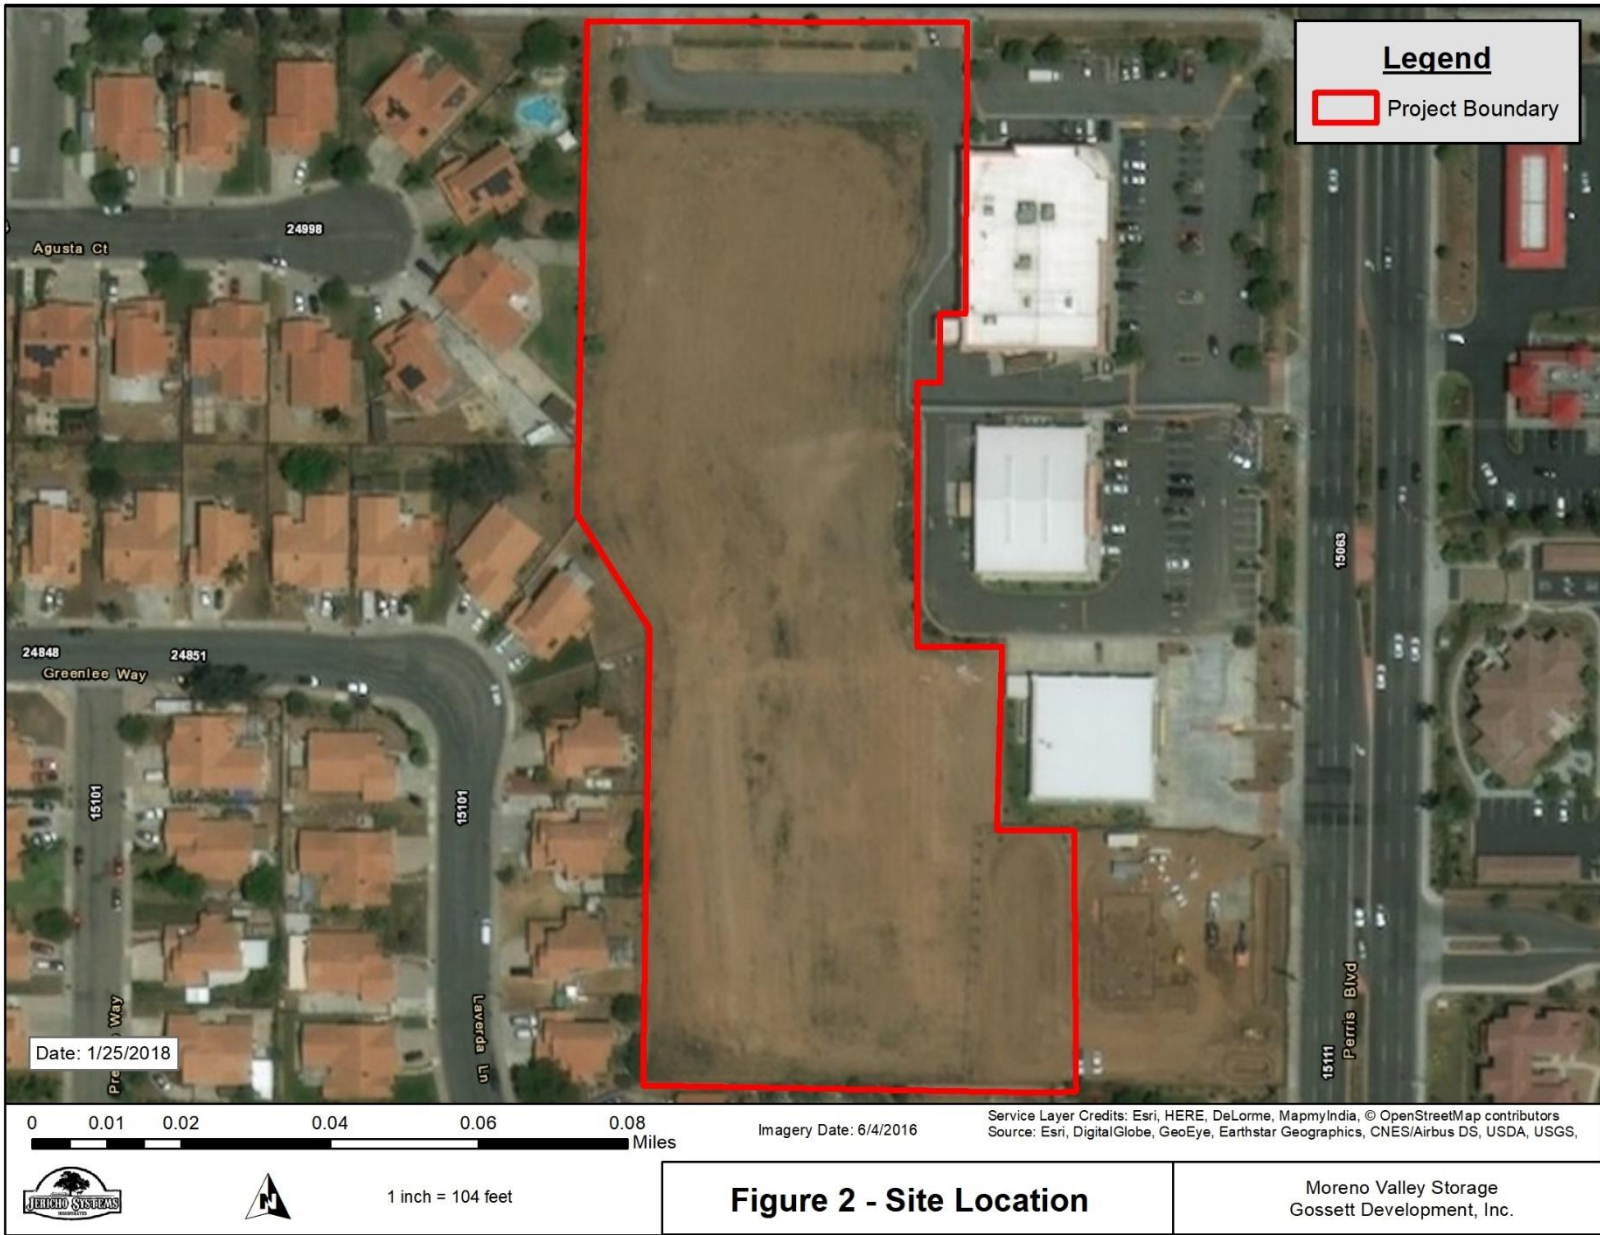 Legend
Project Boundary
24998
Agusta Ct
15063
24848
24851
Greenlee Way
15101
15101
Perris Blvd
15111
Laverda Ln
Way
Date: 1/25/2018
0 0.01 0.02 0.04 0.06 0.08
Miles
Imagery Date: 6/4/2016
Service Layer Credits: Esri, HERE, DeLorme, MapmyIndia, © OpenStreetMap contributors
Source: Esri, DigitalGlobe, GeoEye, Earthstar Geographics, CNES/Airbus DS, USDA, USGS,
JERICHO SYSTEMS
INCORPORATED
N
1 inch = 104 feet
Figure 2 - Site Location
Moreno Valley Storage
Gossett Development, Inc.